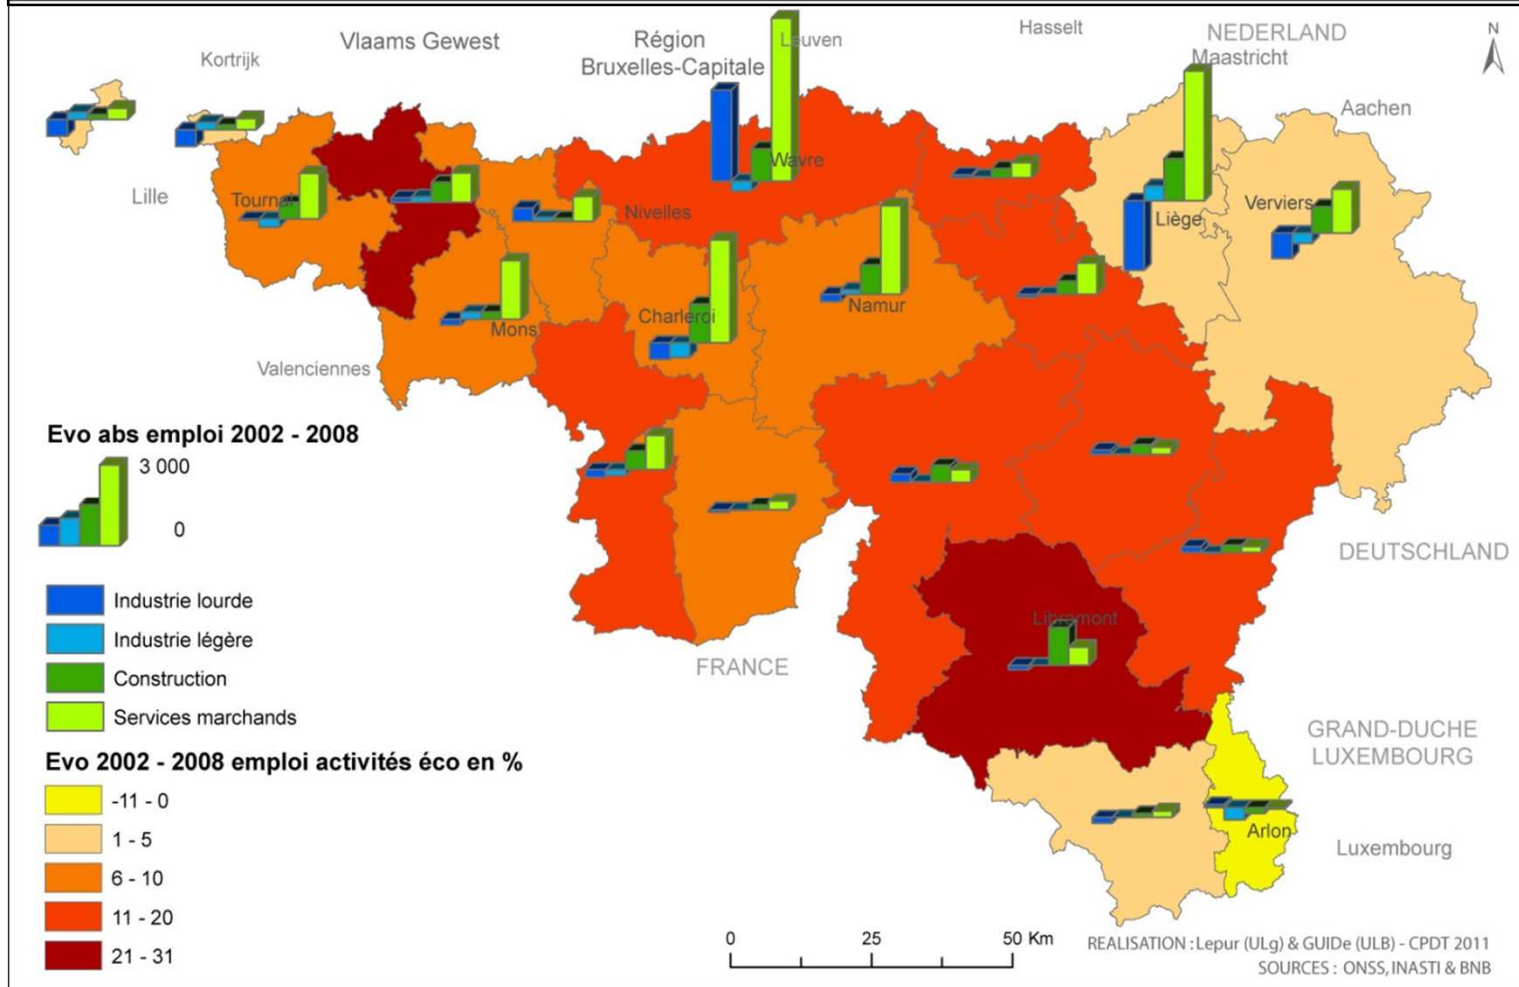 Kortrijk
Vlaams Gewest
Région
Bruxelles-Capitale
Leuven
Hasselt
NEDERLAND
Maastricht
N
Aachen
Lille
Tournai
Nivelles
Wavre
Liège
Verviers
Mons
Charleroi
Namur
Valenciennes
Evo abs emploi 2002 - 2008
3 000
0
Industrie lourde
Industrie légère
Construction
Services marchands
Evo 2002 - 2008 emploi activités éco en %
-11 - 0
1 - 5
6 - 10
11 - 20
21 - 31
DEUTSCHLAND
Libramont
FRANCE
GRAND-DUCHE
LUXEMBOURG
Arlon
Luxembourg
0 25 50 Km
REALISATION : Lepur (ULg) & GUIDe (ULB) - CPDT 2011
SOURCES : ONSS, INASTI & BNB